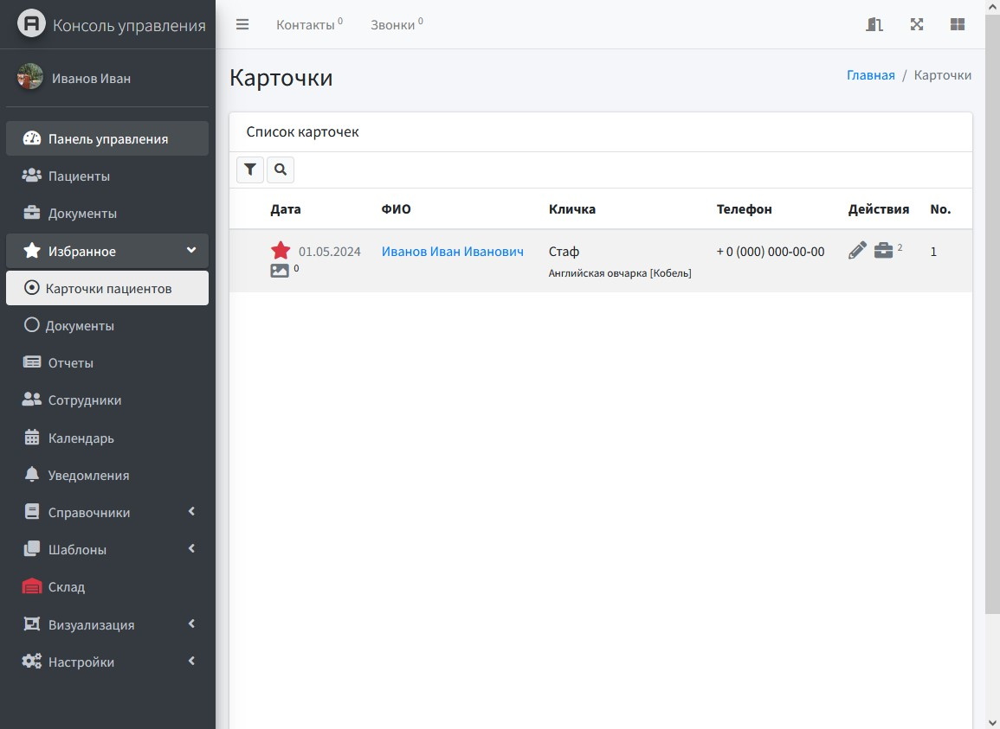 Консоль управления
Контакты 0
Звонки 0
Иванов Иван
Панель управления
Пациенты
Документы
Избранное
Карточки пациентов
Документы
Отчеты
Сотрудники
Календарь
Уведомления
Справочники
Шаблоны
Склад
Визуализация
Настройки
Карточки
Главная / Карточки
Список карточек
Дата ФИО Кличка Телефон Действия No.
01.05.2024 Иванов Иван Иванович Стаф + 0 (000) 000-00-00 2 1
0 Английская овчарка [Кобель]